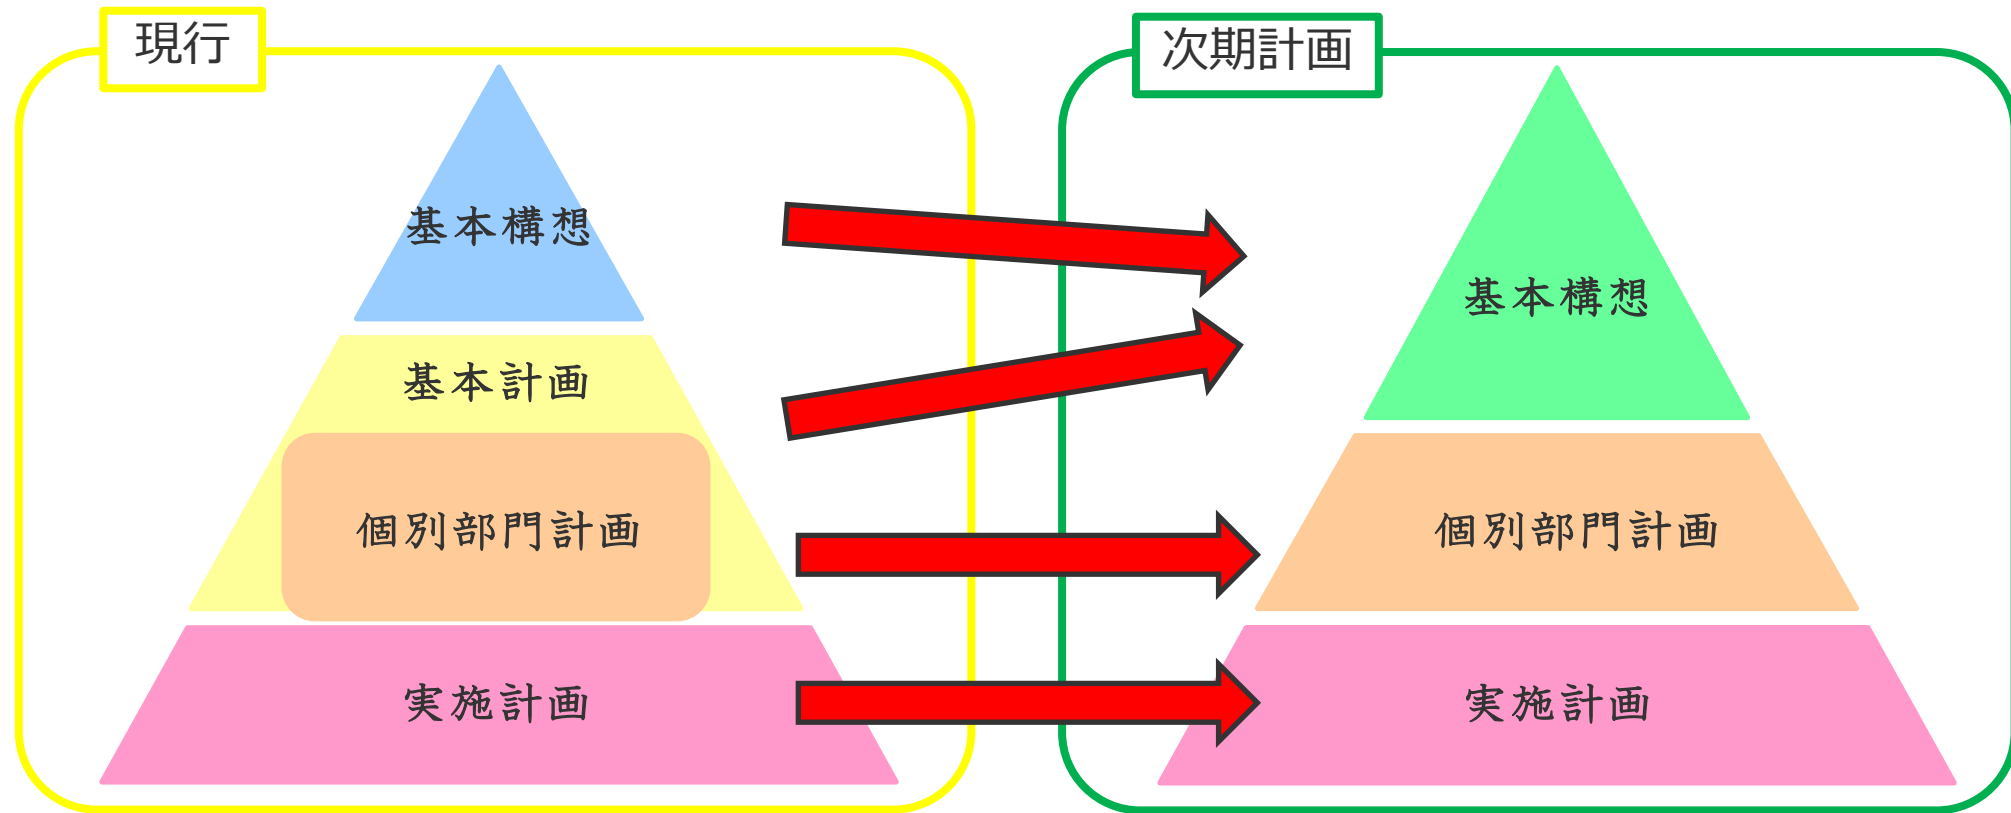 現行
基本構想
基本計画
個別部門計画
実施計画
次期計画
基本構想
個別部門計画
実施計画